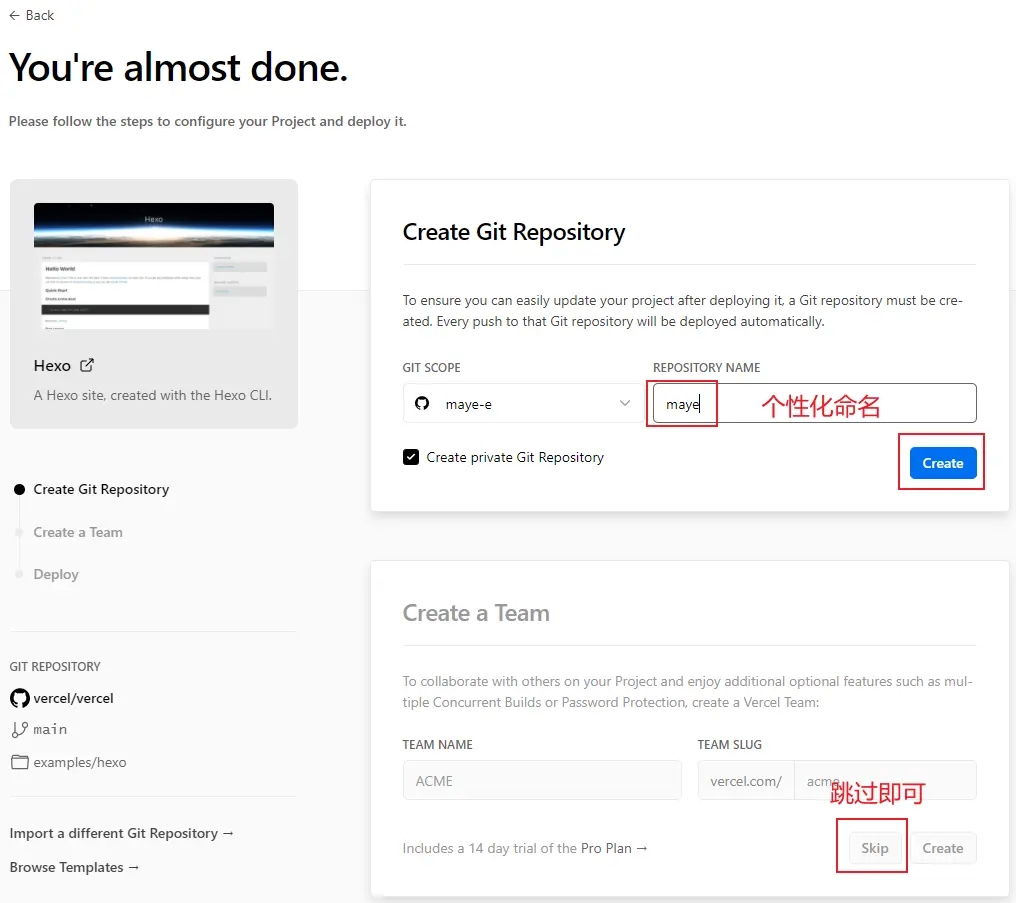 ← Back
You're almost done.
Please follow the steps to configure your Project and deploy it.
Hexo
Hello World
Quick Start
Hexo
A Hexo site, created with the Hexo CLI.
Create Git Repository
Create a Team
Deploy
GIT REPOSITORY
vercel/vercel
main
examples/hexo
Import a different Git Repository →
Browse Templates →
Create Git Repository
To ensure you can easily update your project after deploying it, a Git repository must be cre-
ated. Every push to that Git repository will be deployed automatically.
GIT SCOPE
REPOSITORY NAME
maye-e
maye
个性化命名
Create private Git Repository
Create
Create a Team
To collaborate with others on your Project and enjoy additional optional features such as mul-
tiple Concurrent Builds or Password Protection, create a Vercel Team:
TEAM NAME
TEAM SLUG
ACME
vercel.com/
acme
跳过即可
Includes a 14 day trial of the Pro Plan →
Skip
Create